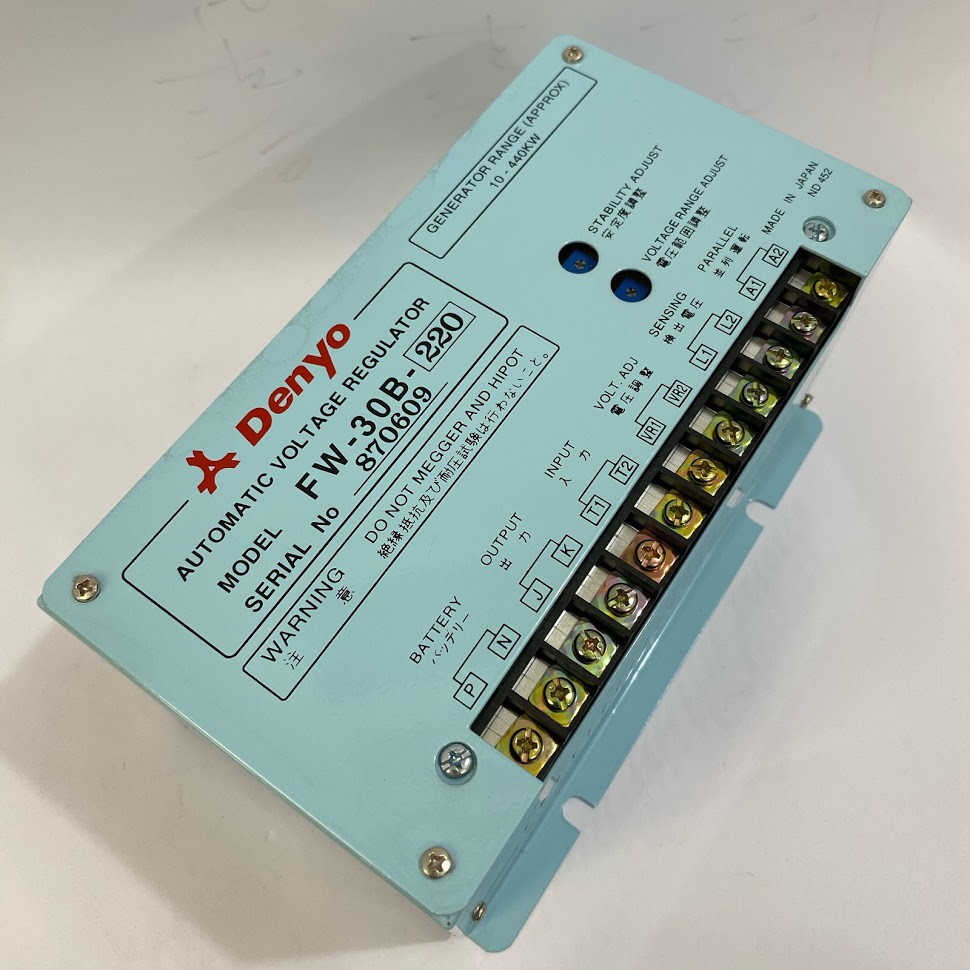 Denyo
AUTOMATIC VOLTAGE REGULATOR
MODEL FW-30B-220
SERIAL No 870609
WARNING DO NOT MEGGER AND HIPOT
注 意 絶縁抵抗及び耐圧試験は行わないこと。
GENERATOR RANGE (APPROX)
10 - 440KW
STABILITY ADJUST
安定度調整
VOLTAGE RANGE ADJUST
電圧範囲調整
BATTERY
バッテリー
P N
OUTPUT
出 力
J K
INPUT
入 力
T1 T2
VOLT. ADJ
電圧調整
VR1 VR2
SENSING
検出電圧
L1 L2
PARALLEL
並列運転
A1 A2
MADE IN JAPAN
ND 452